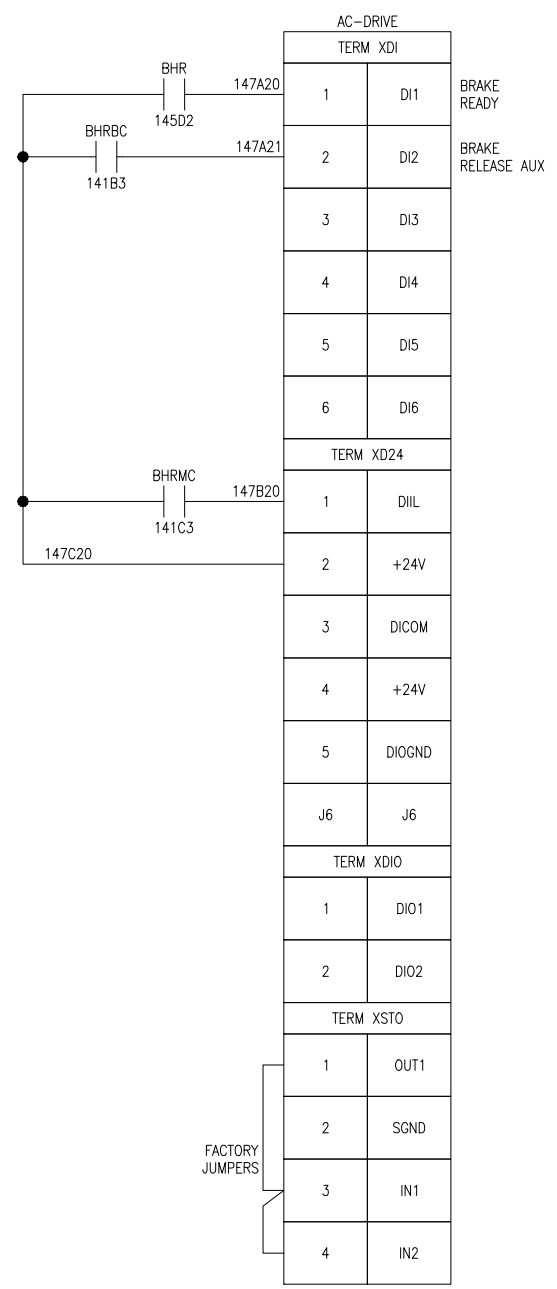 AC-DRIVE
TERM XDI
BHR
147A20
1 DI1
BRAKE
READY
145D2
BHRBC
147A21
2 DI2
BRAKE
RELEASE AUX
141B3
3 DI3
4 DI4
5 DI5
6 DI6
TERM XD24
BHRMC
147B20
1 DIIL
141C3
147C20
2 +24V
3 DICOM
4 +24V
5 DIOGND
J6 J6
TERM XDIO
1 DIO1
2 DIO2
TERM XSTO
1 OUT1
2 SGND
FACTORY
JUMPERS
3 IN1
4 IN2